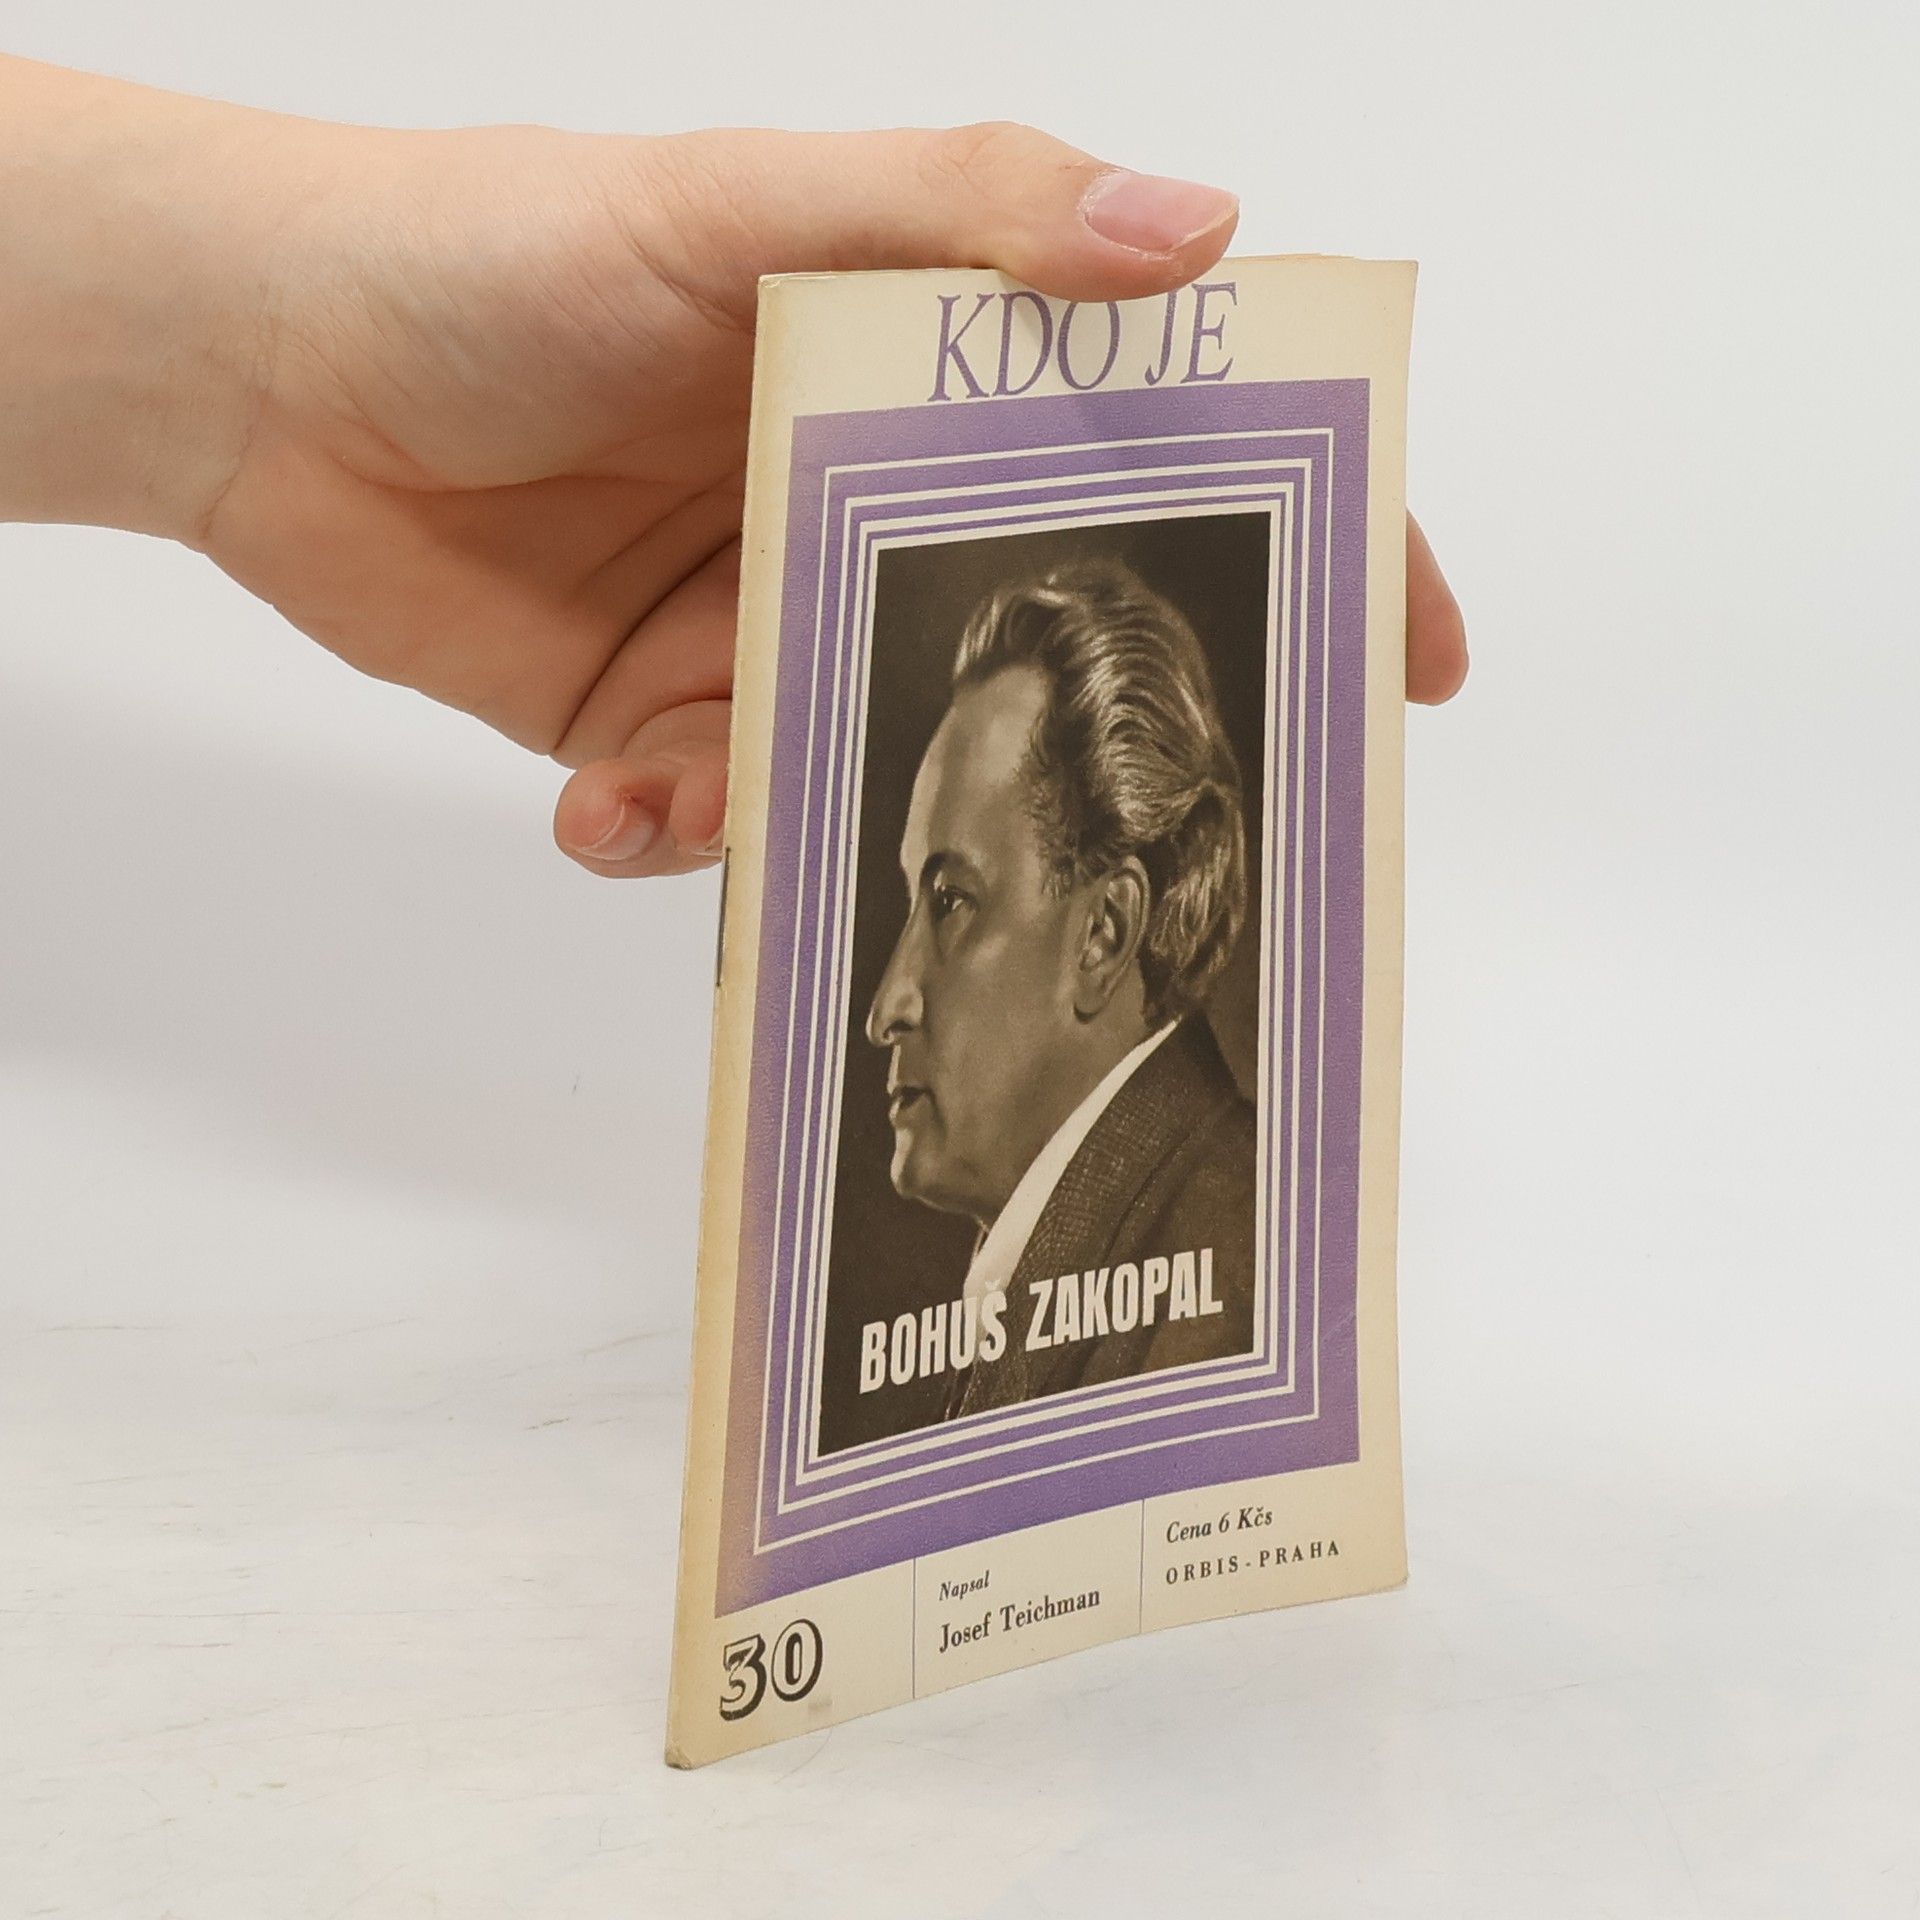 KDO JE
BOHUŠ ZAKOPAL
30
Napsal
Josef Teichman
Cena 6 Kčs
ORBIS - PRAHA